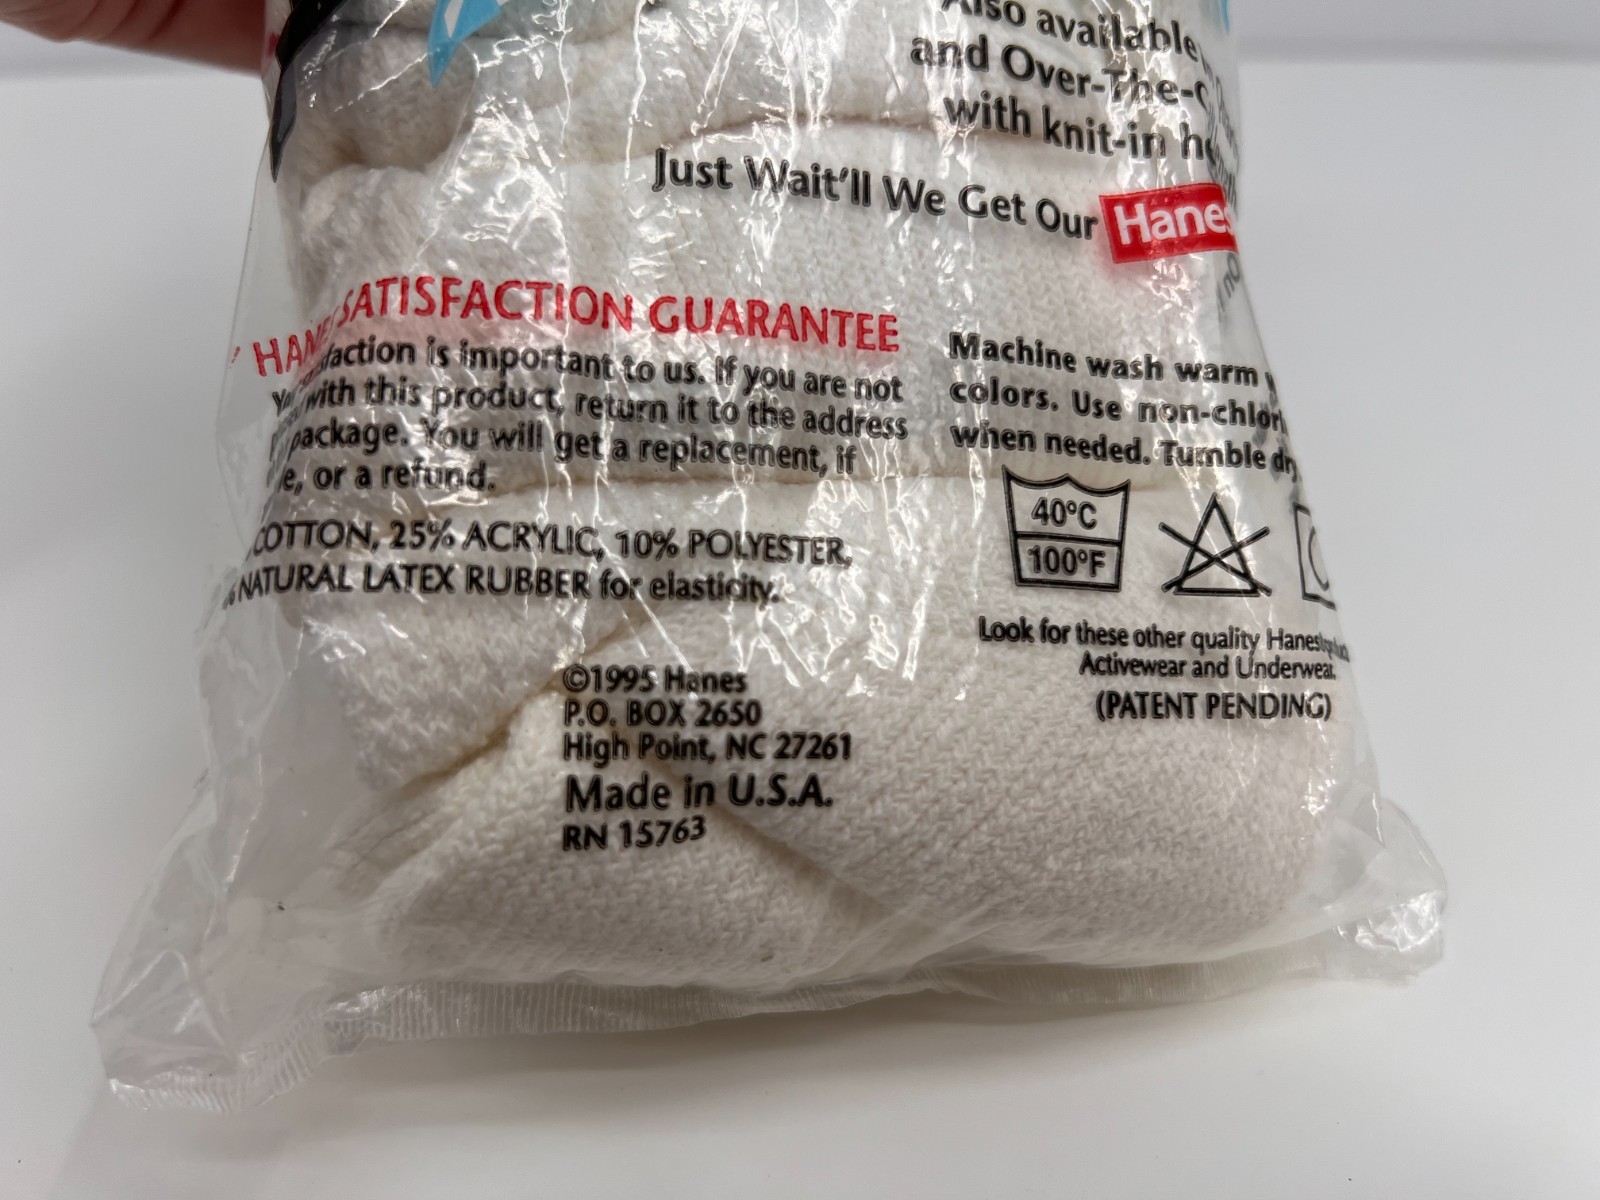 Also available
and Over-The-
with knit-in
Just Wait'll We Get Our Hanes
HANES SATISFACTION GUARANTEE
is important to us. If you are not
with this product, return it to the address
package. You will get a replacement, if
or a refund.
COTTON, 25% ACRYLIC, 10% POLYESTER,
NATURAL LATEX RUBBER for elasticity.
Machine wash warm
colors. Use non-chlor
when needed. Tumble dry
40°C
100°F
Look for these other quality Hanes
Activewear and Underwear.
(PATENT PENDING)
©1995 Hanes
P.O. BOX 2650
High Point, NC 27261
Made in U.S.A.
RN 15763